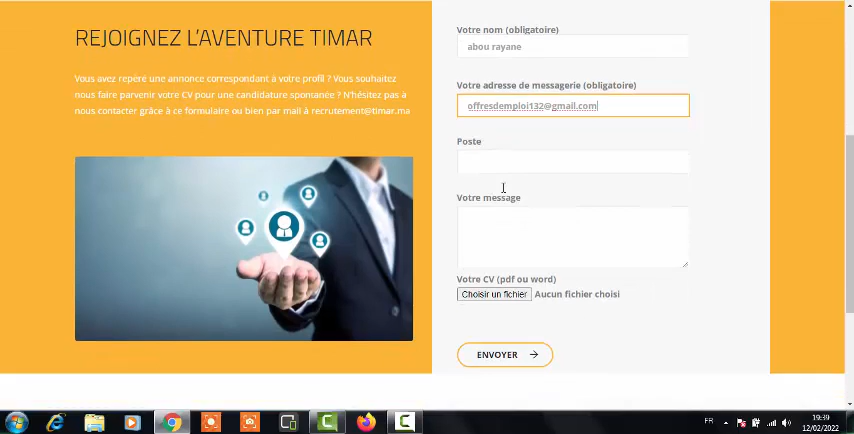 REJOIGNEZ L'AVENTURE TIMAR
Vous avez repéré une annonce correspondant à votre profil ? Vous souhaitez
nous faire parvenir votre CV pour une candidature spontanée ? N'hésitez pas à
nous contacter grâce à ce formulaire ou bien par mail à recrutement@timar.ma
Votre nom (obligatoire)
abou rayane
Votre adresse de messagerie (obligatoire)
offresdemploi132@gmail.com
Poste
Votre message
Votre CV (pdf ou word)
Choisir un fichier Aucun fichier choisi
ENVOYER
FR
19:39
12/02/2022